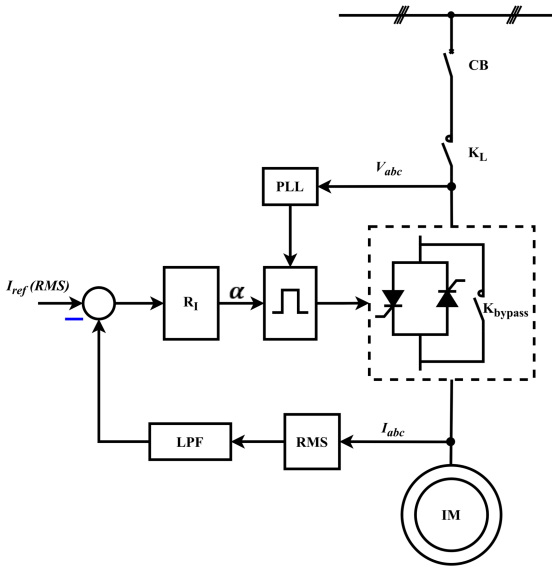 CB
K_L
V_abc
PLL
I_ref (RMS)
R_I
α
K_bypass
I_abc
LPF
RMS
IM